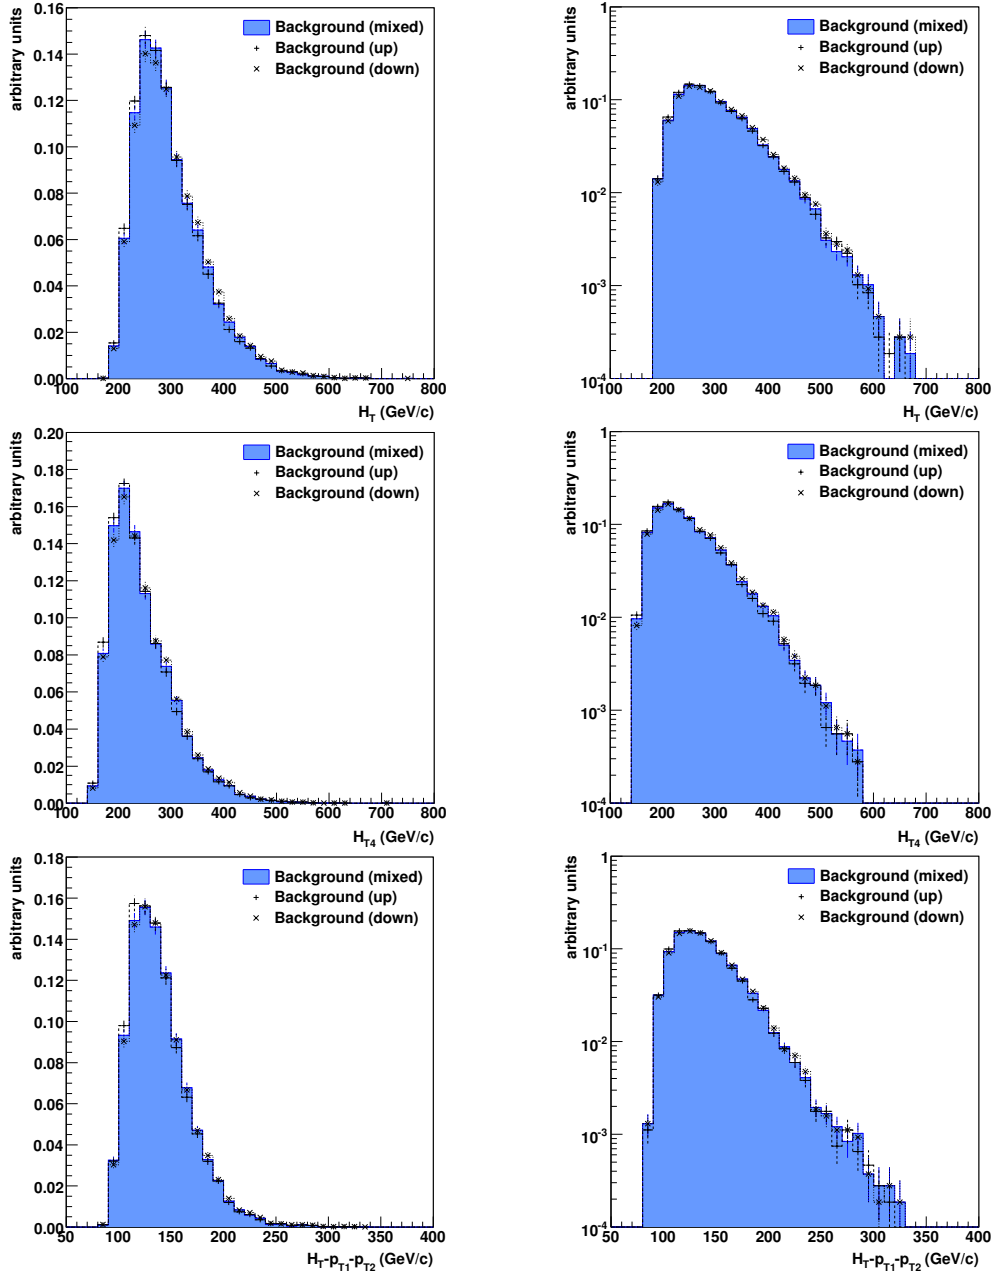 arbitrary units
0.16
0.14
0.12
0.10
0.08
0.06
0.04
0.02
0.00
100 200 300 400 500 600 700 800
H_T (GeV/c)
Background (mixed)
Background (up)
Background (down)
arbitrary units
1
10^-1
10^-2
10^-3
10^-4
100 200 300 400 500 600 700 800
H_T (GeV/c)
Background (mixed)
Background (up)
Background (down)
arbitrary units
0.20
0.18
0.16
0.14
0.12
0.10
0.08
0.06
0.04
0.02
0.00
100 200 300 400 500 600 700 800
H_T4 (GeV/c)
Background (mixed)
Background (up)
Background (down)
arbitrary units
1
10^-1
10^-2
10^-3
10^-4
100 200 300 400 500 600 700 800
H_T4 (GeV/c)
Background (mixed)
Background (up)
Background (down)
arbitrary units
0.18
0.16
0.14
0.12
0.10
0.08
0.06
0.04
0.02
0.00
50 100 150 200 250 300 350 400
H_T-p_T1-p_T2 (GeV/c)
Background (mixed)
Background (up)
Background (down)
arbitrary units
1
10^-1
10^-2
10^-3
10^-4
50 100 150 200 250 300 350 400
H_T-p_T1-p_T2 (GeV/c)
Background (mixed)
Background (up)
Background (down)